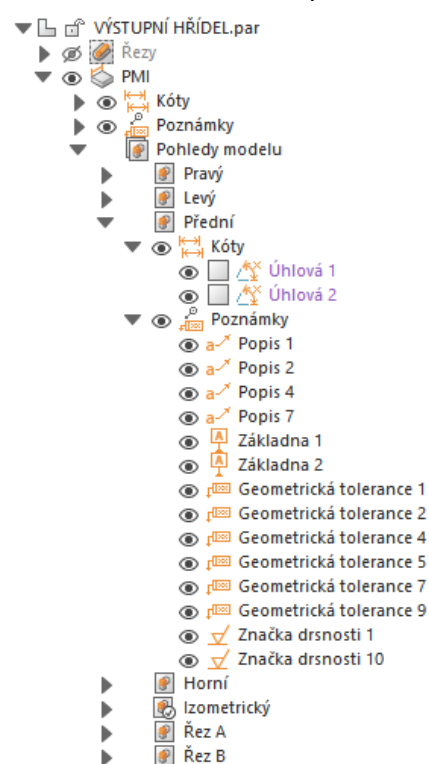 VÝSTUPNÍ HŘÍDEL.par
Řezy
PMI
Kóty
Poznámky
Pohledy modelu
Pravý
Levý
Přední
Kóty
Úhlová 1
Úhlová 2
Poznámky
a Popis 1
a Popis 2
a Popis 4
a Popis 7
A Základna 1
A Základna 2
Geometrická tolerance 1
Geometrická tolerance 2
Geometrická tolerance 4
Geometrická tolerance 5
Geometrická tolerance 7
Geometrická tolerance 9
Značka drsnosti 1
Značka drsnosti 10
Horní
Izometrický
Řez A
Řez B